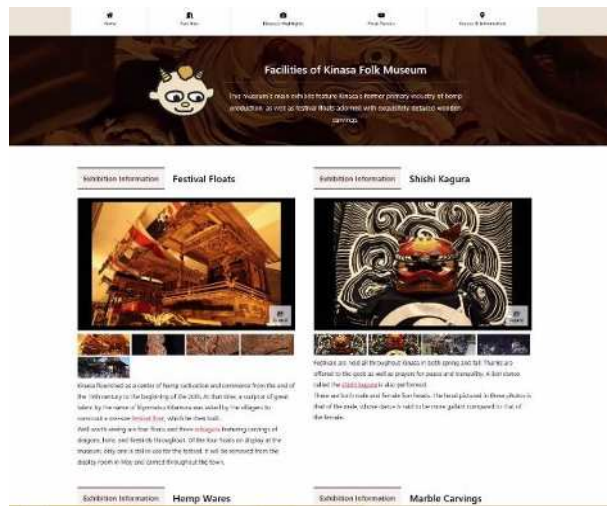 Home
Facilities of Kinasa Folk Museum
This museum's main exhibits feature Kinasa's former primary industry of hemp
production, as well as festival floats adorned with exquisitely detailed wooden
carvings.
Exhibition Information Festival Floats
Exhibition Information Shishi Kagura
Kinasa flourished as a center of hemp cultivation and commerce from the end of
the 19th century to the beginning of the 20th. At that time, a sculptor of great
talent by the name of Kitamura was asked by the villagers to
construct a festival float, which he then built.
Well worth seeing are four floats and three featuring carvings of
dragons, lions, and throughout. Of the four floats on display at the
museum, only one is still in use for the festival. It will be removed from the
display room in May and carried throughout the town.
Festivals are held all throughout Kinasa in both spring and fall. Thanks are
offered to the gods as well as prayers for peace and tranquility. A lion dance,
called the shishi kagura is also performed.
There are both male and female lion heads. The head pictured in these photos is
that of the male, whose dance is said to be more gallant compared to that of
the female.
Exhibition Information Hemp Wares
Exhibition Information Marble Carvings